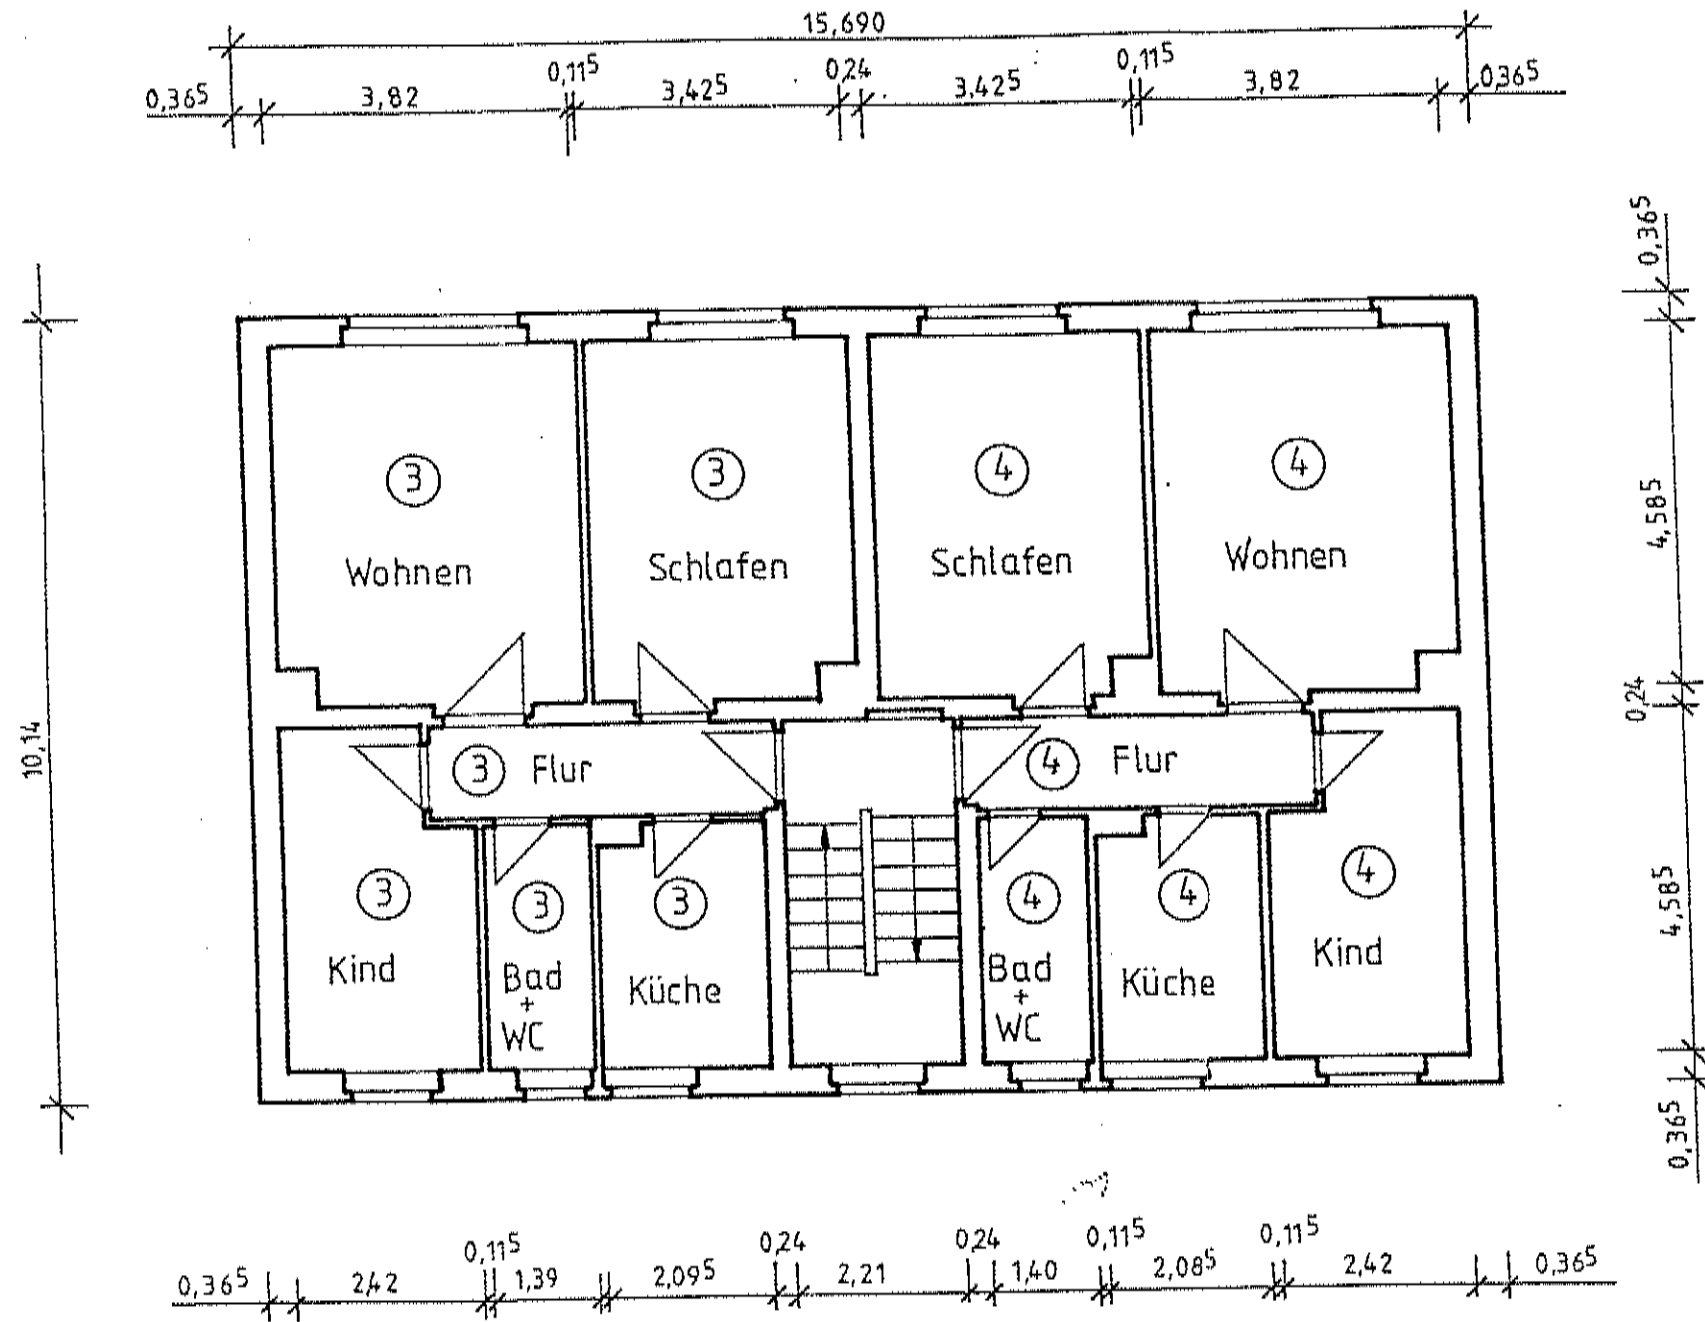 15,690
0,36⁵ 3,82 0,11⁵ 3,42⁵ 0,24 3,42⁵ 0,11⁵ 3,82 0,36⁵
0,36⁵
4,58⁵
0,24
4,58⁵
0,36⁵
10,14
3 3 4 4
Wohnen Schlafen Schlafen Wohnen
3 Flur 4 Flur
3 3 3 4 4 4
Kind Bad Küche Bad Küche Kind
+ +
WC WC
0,36⁵ 2,42 0,11⁵ 1,39 2,09⁵ 0,24 2,21 0,24 1,40 0,11⁵ 2,08⁵ 0,11⁵ 2,42 0,36⁵